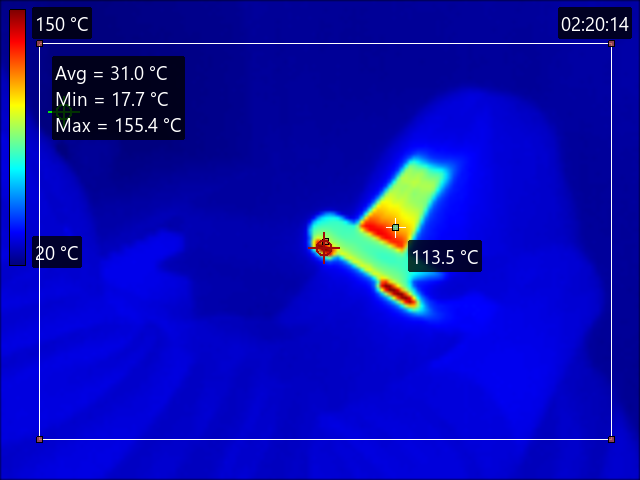 150 °C
02:20:14
Avg = 31.0 °C
Min = 17.7 °C
Max = 155.4 °C
20 °C
113.5 °C